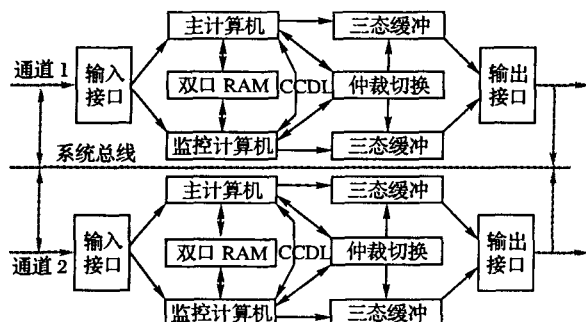 主计算机
三态缓冲
通道 1
输入
接口
双口 RAM
CCDL
仲裁切换
输出
接口
监控计算机
三态缓冲
系统总线
主计算机
三态缓冲
输入
接口
双口 RAM
CCDL
仲裁切换
输出
接口
通道 2
监控计算机
三态缓冲